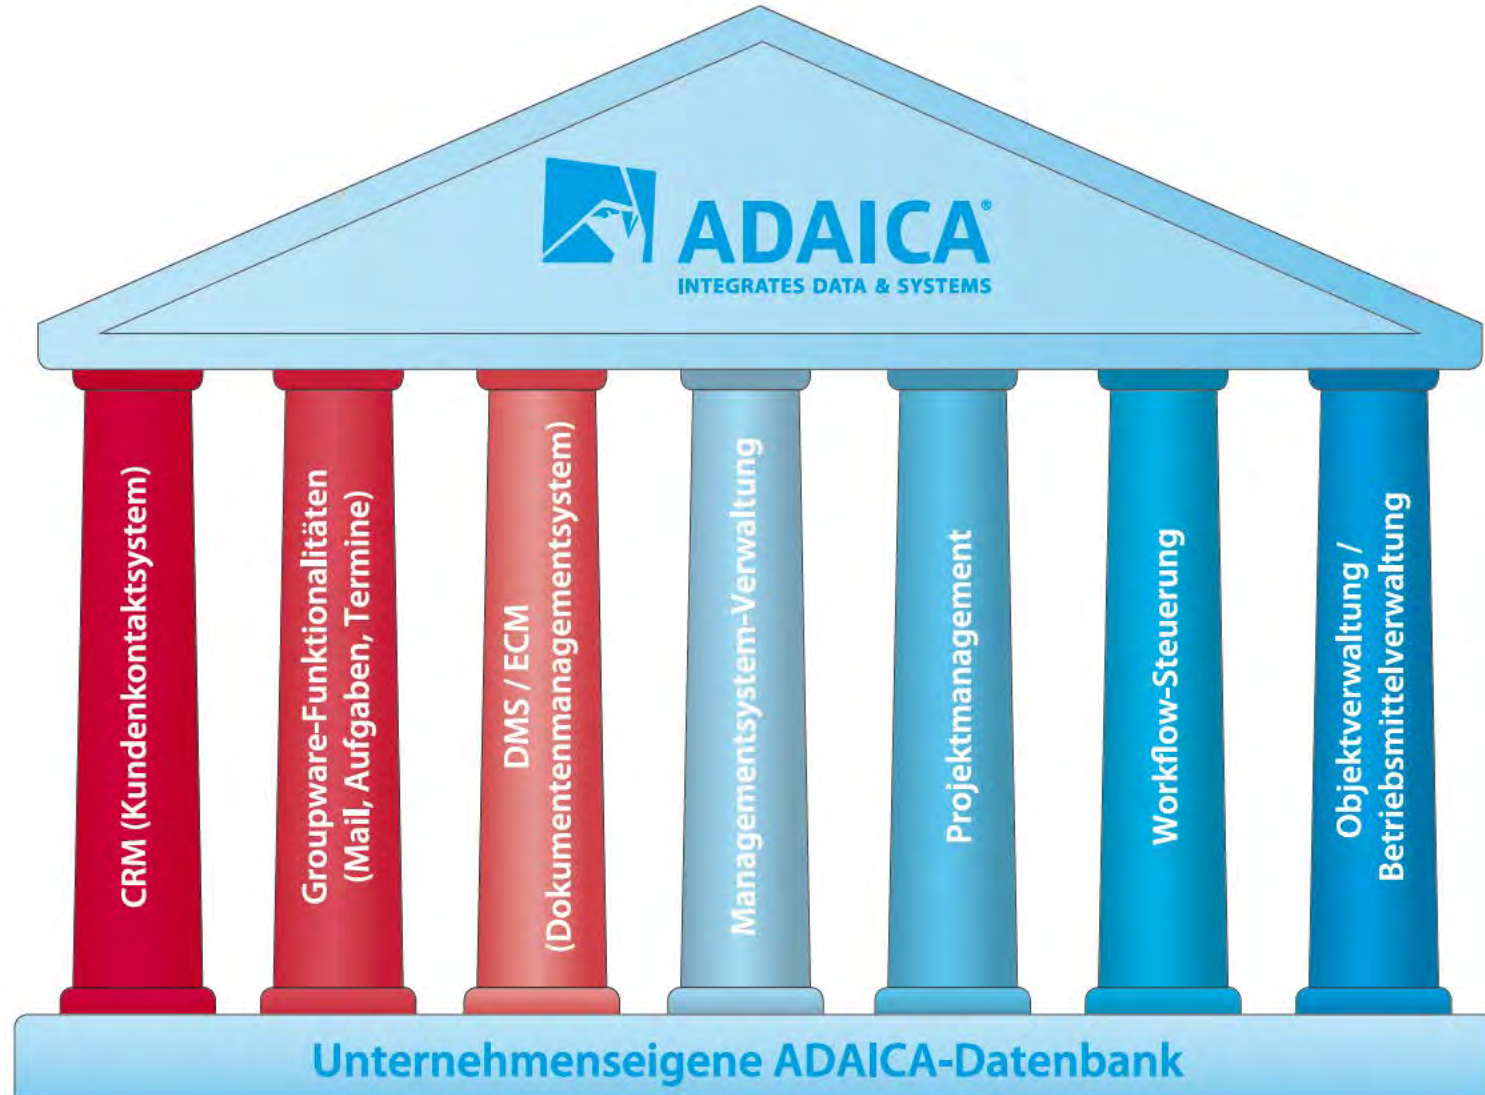 ADAICA®
INTEGRATES DATA & SYSTEMS
CRM (Kundenkontaktsystem)
Groupware-Funktionalitäten
(Mail, Aufgaben, Termine)
DMS / ECM
(Dokumentenmanagementsystem)
Managementsystem-Verwaltung
Projektmanagement
Workflow-Steuerung
Objektverwaltung /
Betriebsmittelverwaltung
Unternehmenseigene ADAICA-Datenbank